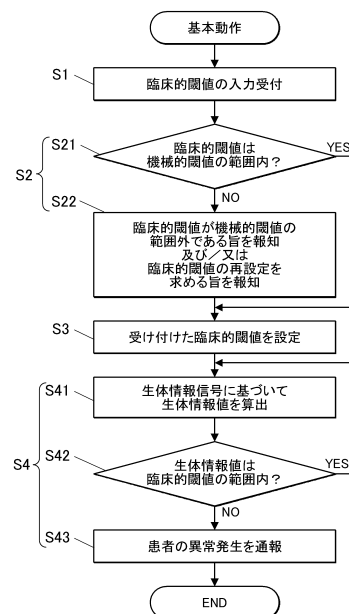 基本動作
S1
臨床的閾値の入力受付
S21
臨床的閾値は
機械的閾値の範囲内?
YES
S2
NO
S22
臨床的閾値が機械的閾値の
範囲外である旨を報知
及び/又は
臨床的閾値の再設定を
求める旨を報知
S3
受け付けた臨床的閾値を設定
S41
生体情報信号に基づいて
生体情報値を算出
S42
生体情報値は
臨床的閾値の範囲内?
YES
S4
NO
S43
患者の異常発生を通報
END